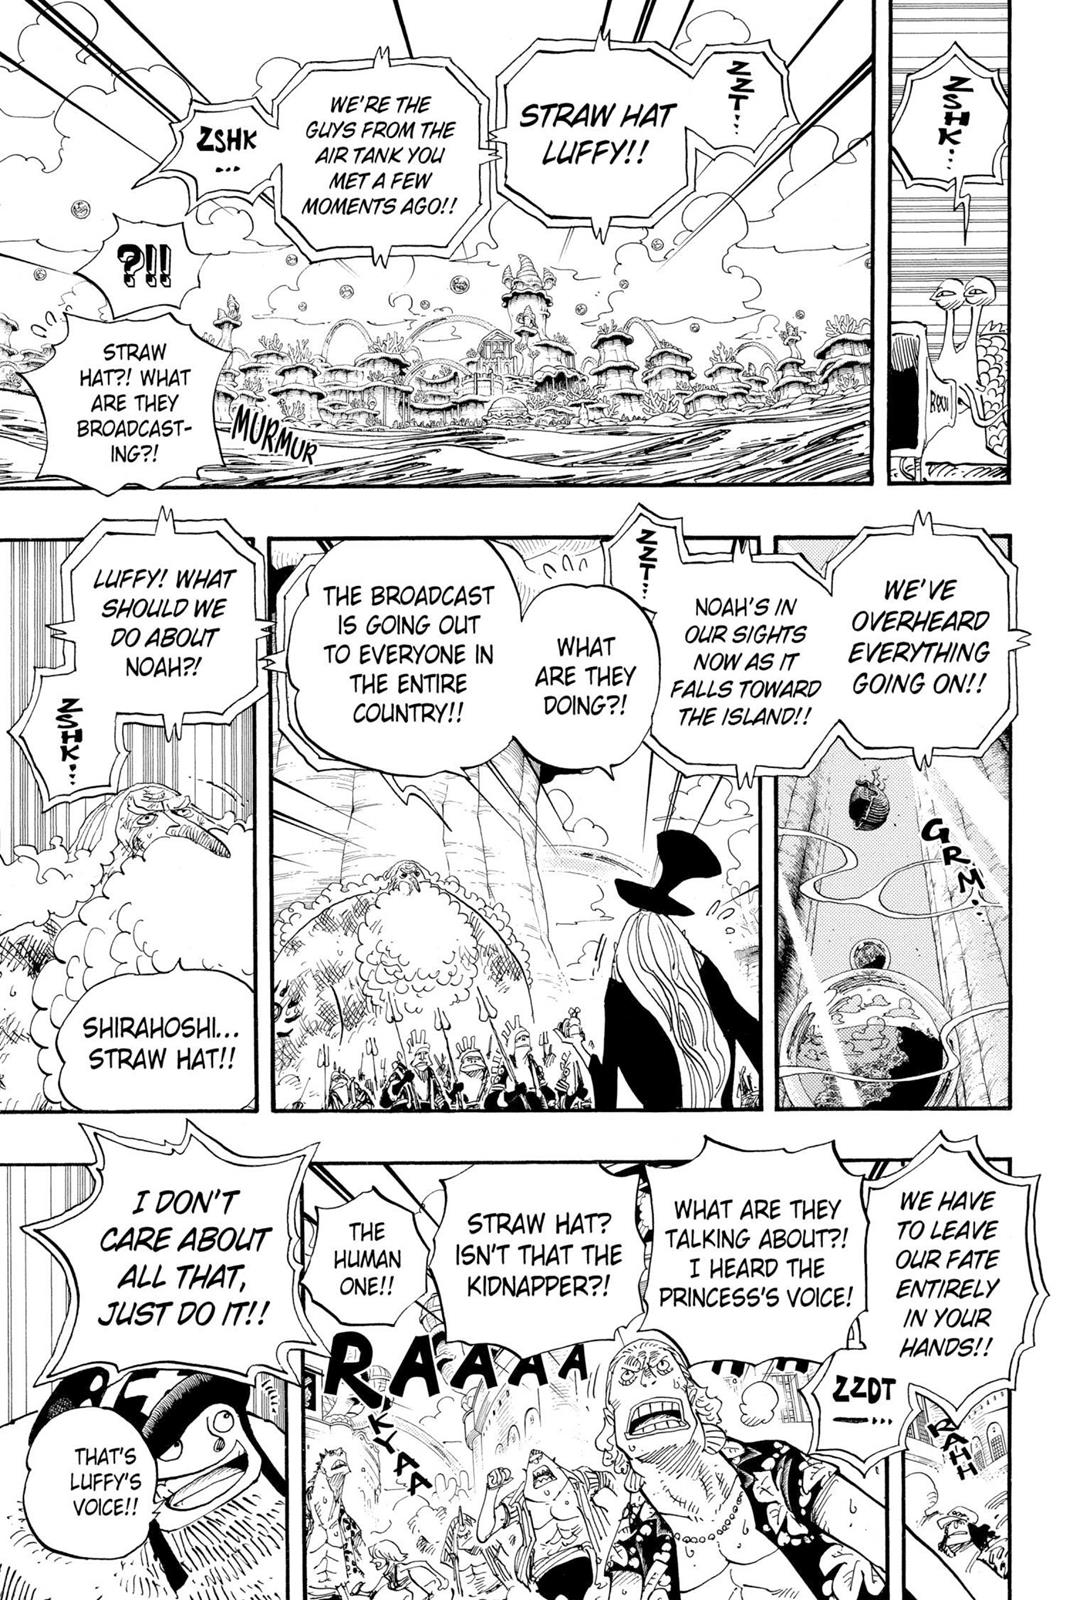 ZSHK...
ZZT...
STRAW HAT
LUFFY!!
WE'RE THE
GUYS FROM THE
AIR TANK YOU
MET A FEW
MOMENTS AGO!!
ZSHK
...
?!!
STRAW
HAT?! WHAT
ARE THEY
BROADCAST-
ING?!
MURMUR
WE'VE
OVERHEARD
EVERYTHING
GOING ON!!
NOAH'S IN
OUR SIGHTS
NOW AS IT
FALLS TOWARD
THE ISLAND!!
ZZT...
GRM...
WHAT
ARE THEY
DOING?!
THE BROADCAST
IS GOING OUT
TO EVERYONE IN
THE ENTIRE
COUNTRY!!
LUFFY! WHAT
SHOULD WE
DO ABOUT
NOAH?!
ZSHK...
SHIRAHOSHI...
STRAW HAT!!
WE HAVE
TO LEAVE
OUR FATE
ENTIRELY
IN YOUR
HANDS!!
ZZDT
...
RAHH
WHAT ARE THEY
TALKING ABOUT?!
I HEARD THE
PRINCESS'S VOICE!
STRAW HAT?
ISN'T THAT THE
KIDNAPPER?!
THE
HUMAN
ONE!!
RAAAAA
KYAA
I DON'T
CARE ABOUT
ALL THAT,
JUST DO IT!!
THAT'S
LUFFY'S
VOICE!!